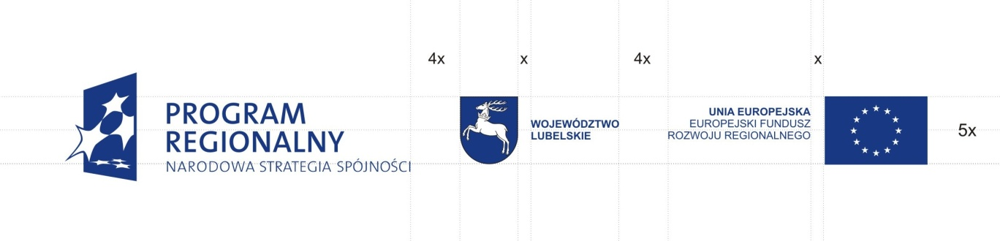 4x
x
4x
x
PROGRAM
REGIONALNY
NARODOWA STRATEGIA SPÓJNOŚCI
WOJEWÓDZTWO
LUBELSKIE
UNIA EUROPEJSKA
EUROPEJSKI FUNDUSZ
ROZWOJU REGIONALNEGO
5x